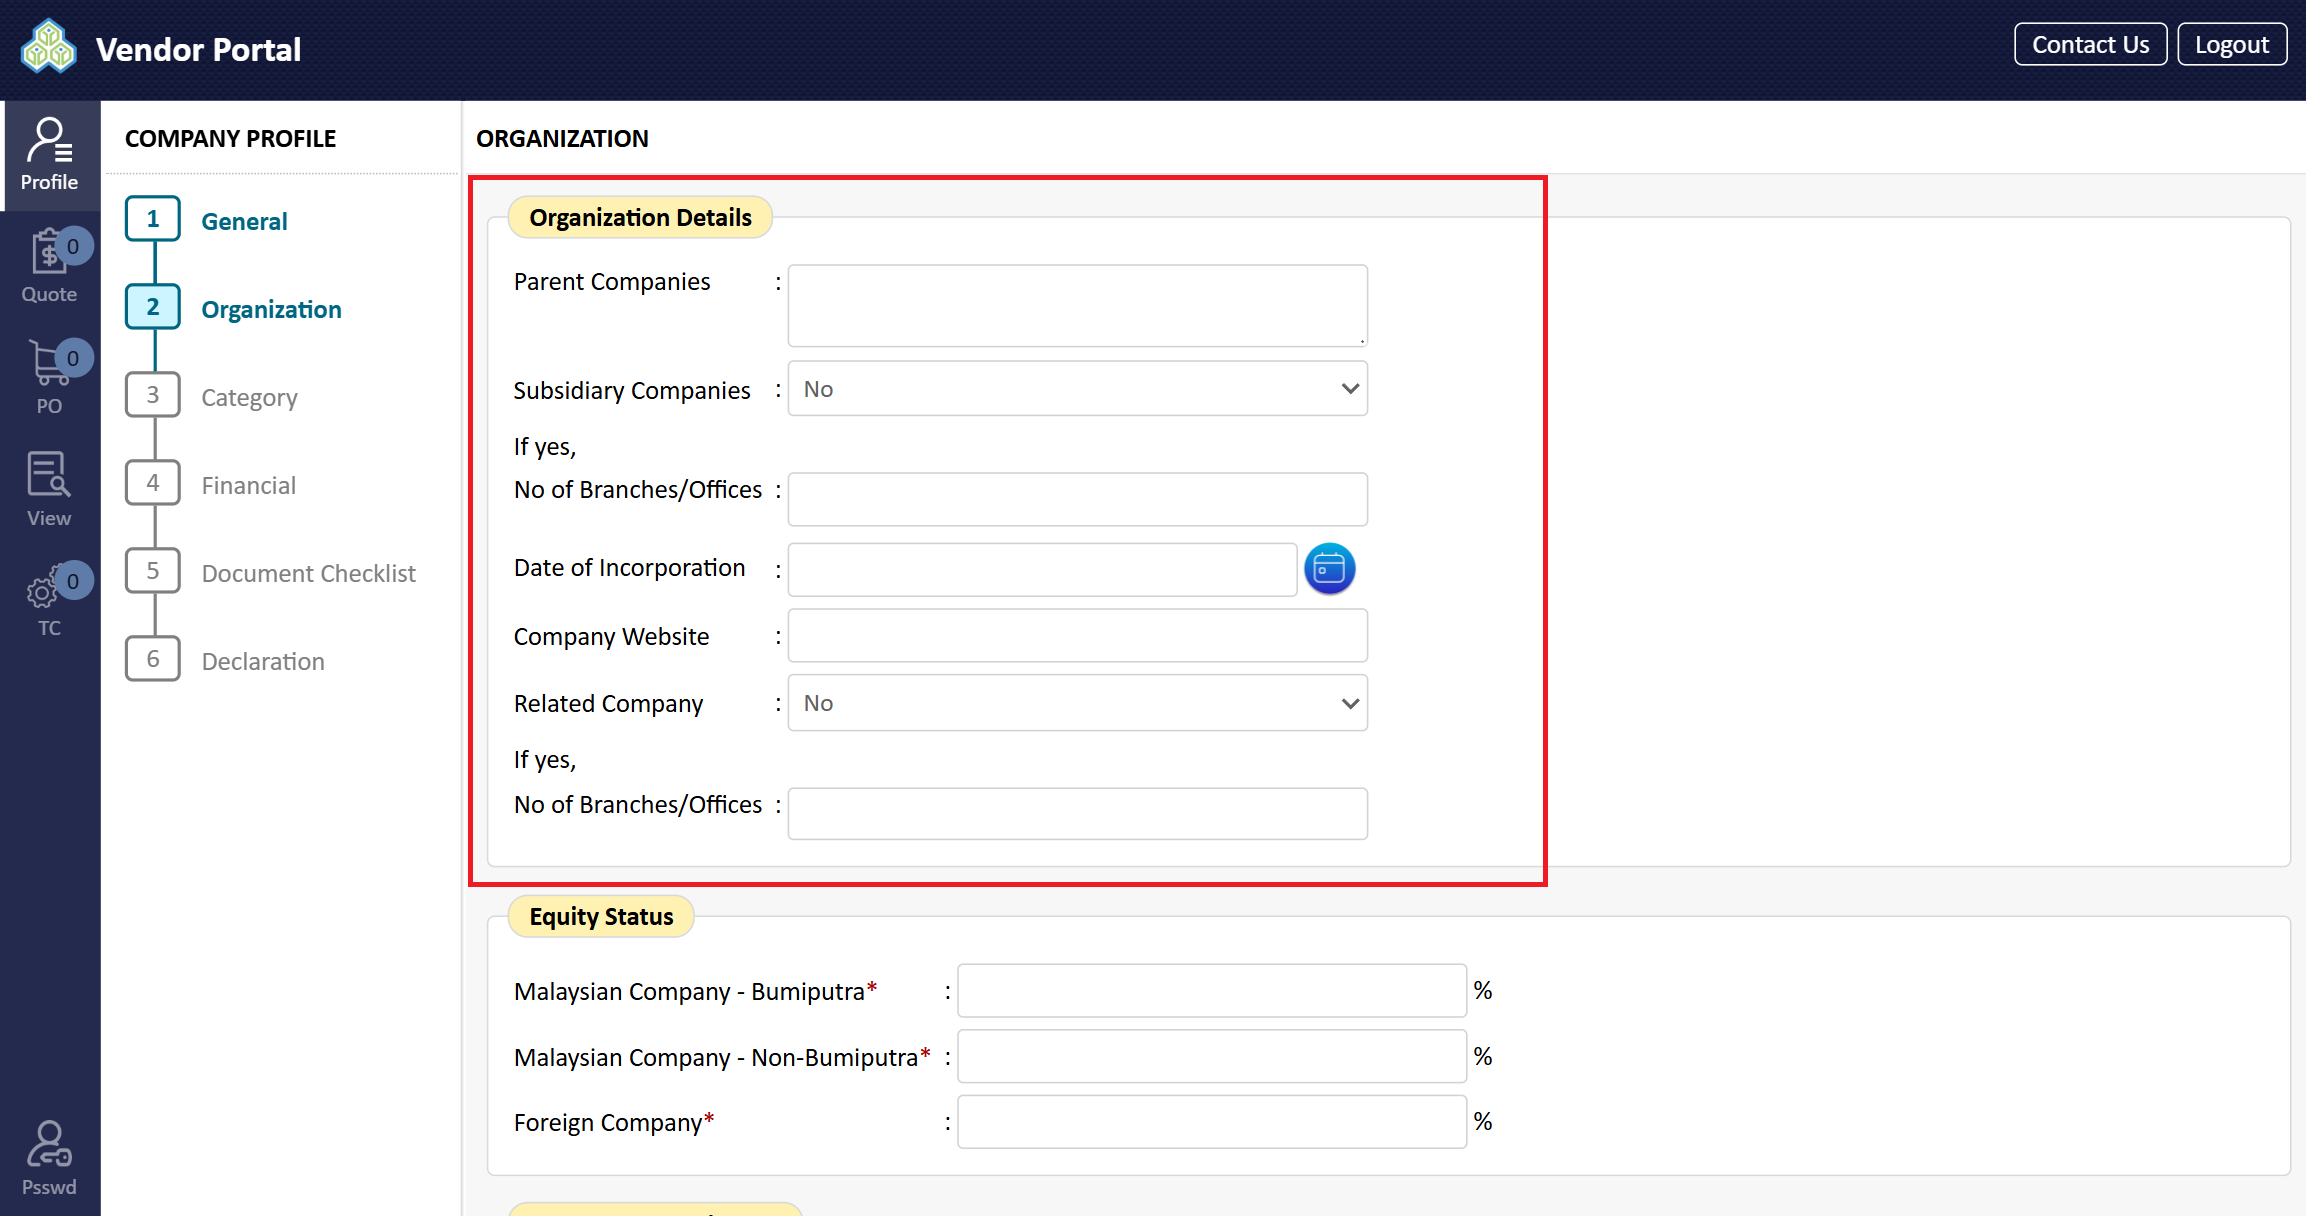 Vendor Portal
Contact Us
Logout
Profile
0
Quote
0
PO
View
0
TC
Psswd
COMPANY PROFILE
1 General
2 Organization
3 Category
4 Financial
5 Document Checklist
6 Declaration
ORGANIZATION
Organization Details
Parent Companies :
Subsidiary Companies : No
If yes,
No of Branches/Offices :
Date of Incorporation :
Company Website :
Related Company : No
If yes,
No of Branches/Offices :
Equity Status
Malaysian Company - Bumiputra* : %
Malaysian Company - Non-Bumiputra* : %
Foreign Company* : %